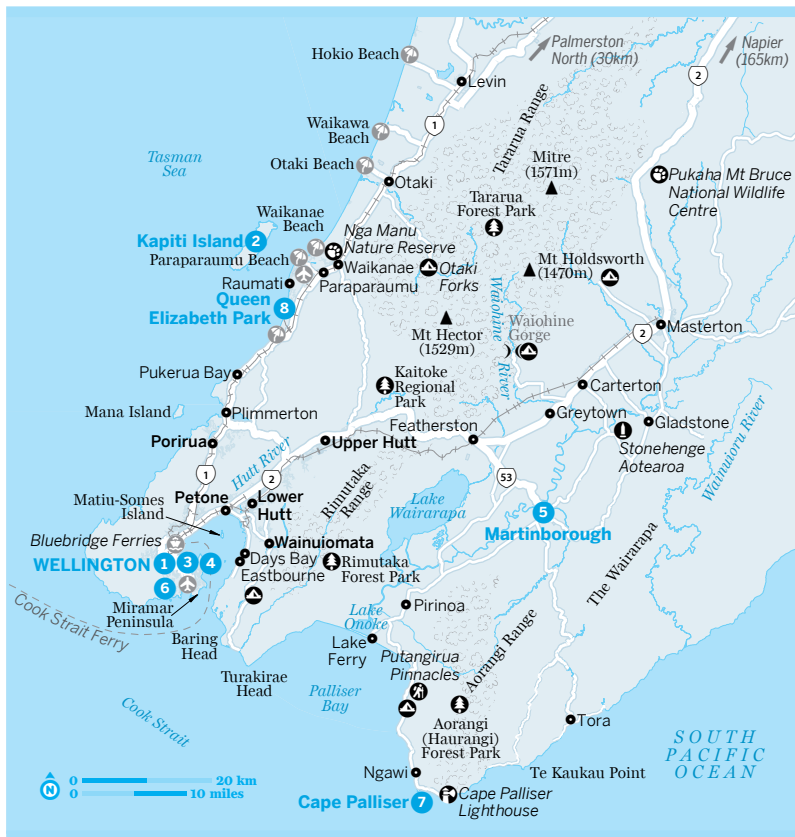 Hokio Beach
Palmerston
North (30km)
Napier
(165km)
2
Levin
1
Waikawa
Beach
Tararua Range
Tasman
Sea
Otaki Beach
Otaki
Mitre
(1571m)
Pukaha Mt Bruce
National Wildlife
Centre
Tararua
Forest Park
Waikanae
Beach
Nga Manu
Nature Reserve
Kapiti Island 2
Paraparaumu Beach
Waikanae
Otaki
Forks
Mt Holdsworth
(1470m)
Raumati
Paraparaumu
Queen
Elizabeth Park
8
Waiohine
River
Mt Hector
(1529m)
Waiohine
Gorge
2
Masterton
Pukerua Bay
Kaitoke
Regional
Park
Carterton
Mana Island
Plimmerton
Greytown
Gladstone
Featherston
Stonehenge
Aotearoa
Wainuioru River
Porirua
Upper Hutt
Hutt River
1
2
53
Rimutaka
Range
Petone
Lower
Hutt
Matiu-Somes
Island
Lake
Wairarapa
5
Martinborough
Bluebridge Ferries
Wainuiomata
WELLINGTON 1 3 4
Days Bay
Eastbourne
Rimutaka
Forest Park
The Wairarapa
6
Miramar
Peninsula
Cook Strait Ferry
Lake
Onoke
Pirinoa
Baring
Head
Lake
Ferry
Aorangi Range
Putangirua
Pinnacles
Turakirae
Head
Palliser
Bay
Cook Strait
Aorangi
(Haurangi)
Forest Park
Tora
SOUTH
PACIFIC
OCEAN
Ngawi
Te Kaukau Point
N
0 20 km
0 10 miles
Cape Palliser 7
Cape Palliser
Lighthouse